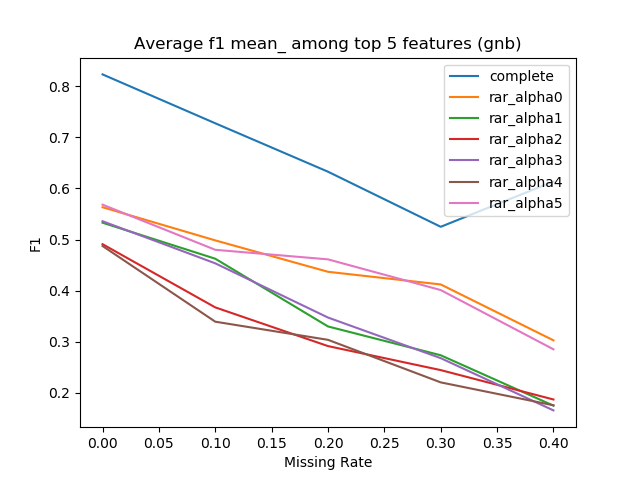 Average f1 mean_ among top 5 features (gnb)
complete
rar_alpha0
rar_alpha1
rar_alpha2
rar_alpha3
rar_alpha4
rar_alpha5
F1
0.8
0.7
0.6
0.5
0.4
0.3
0.2
0.00 0.05 0.10 0.15 0.20 0.25 0.30 0.35 0.40
Missing Rate